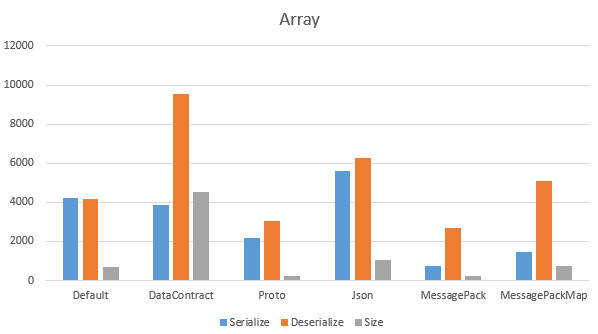 Array
12000
10000
8000
6000
4000
2000
0
Default DataContract Proto Json MessagePack MessagePackMap
Serialize Deserialize Size